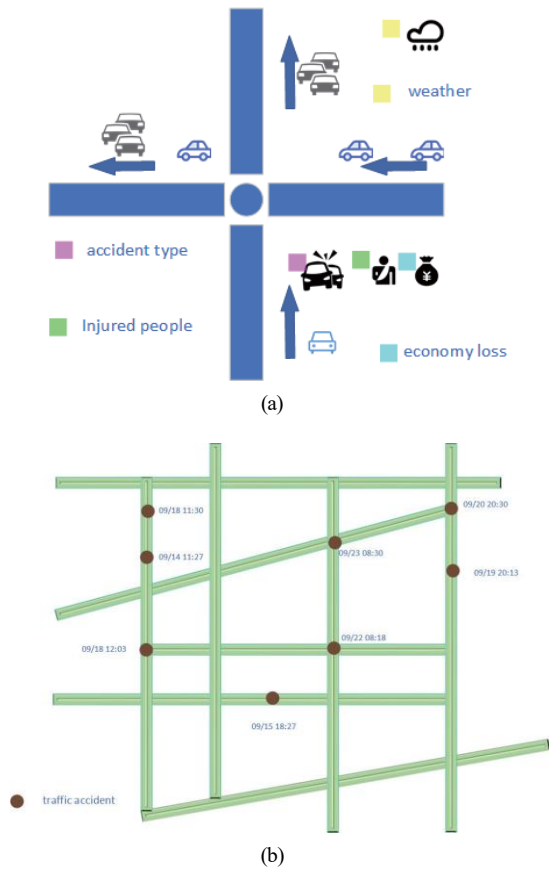 weather
accident type
Injured people
¥
economy loss
(a)
09/18 11:30
09/20 20:30
09/14 11:27
09/23 08:30
09/19 20:13
09/18 12:03
09/22 08:18
09/15 18:27
traffic accident
(b)